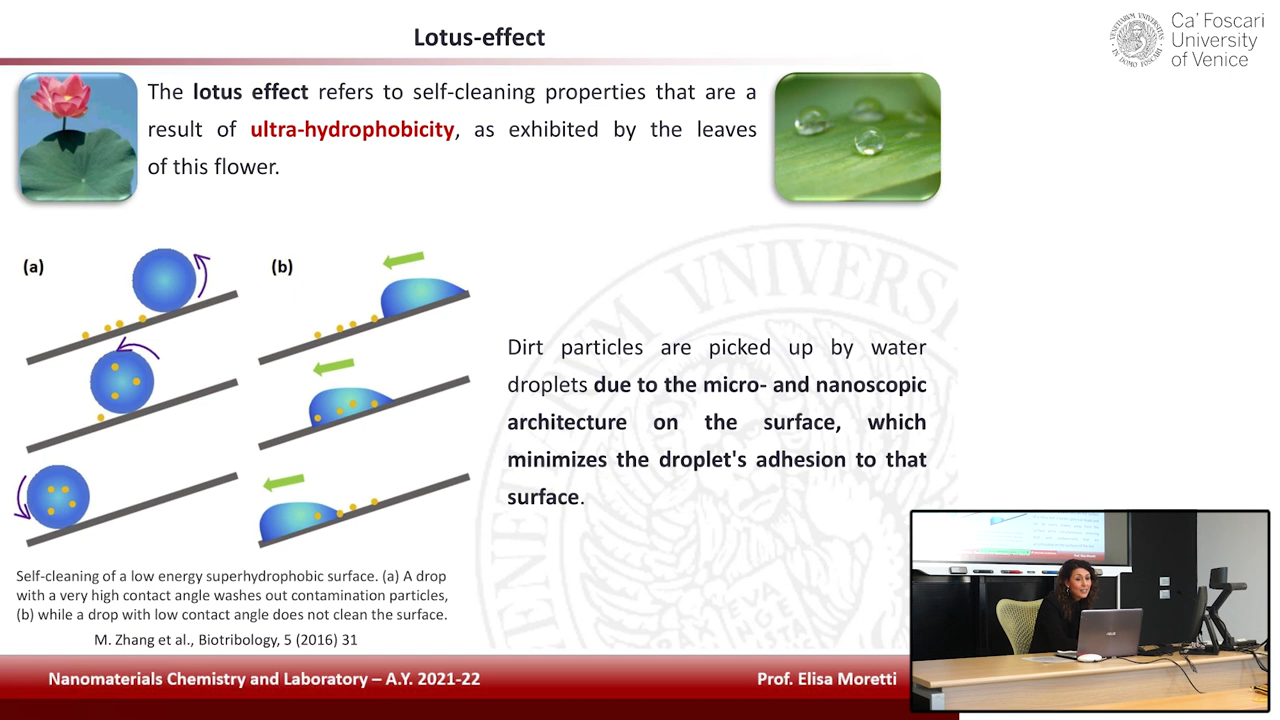 Lotus-effect
Ca' Foscari
University
of Venice
The lotus effect refers to self-cleaning properties that are a
result of ultra-hydrophobicity, as exhibited by the leaves
of this flower.
(a)
(b)
Dirt particles are picked up by water
droplets due to the micro- and nanoscopic
architecture on the surface, which
minimizes the droplet's adhesion to that
surface.
Self-cleaning of a low energy superhydrophobic surface. (a) A drop
with a very high contact angle washes out contamination particles,
(b) while a drop with low contact angle does not clean the surface.
M. Zhang et al., Biotribology, 5 (2016) 31
Nanomaterials Chemistry and Laboratory – A.Y. 2021-22
Prof. Elisa Moretti